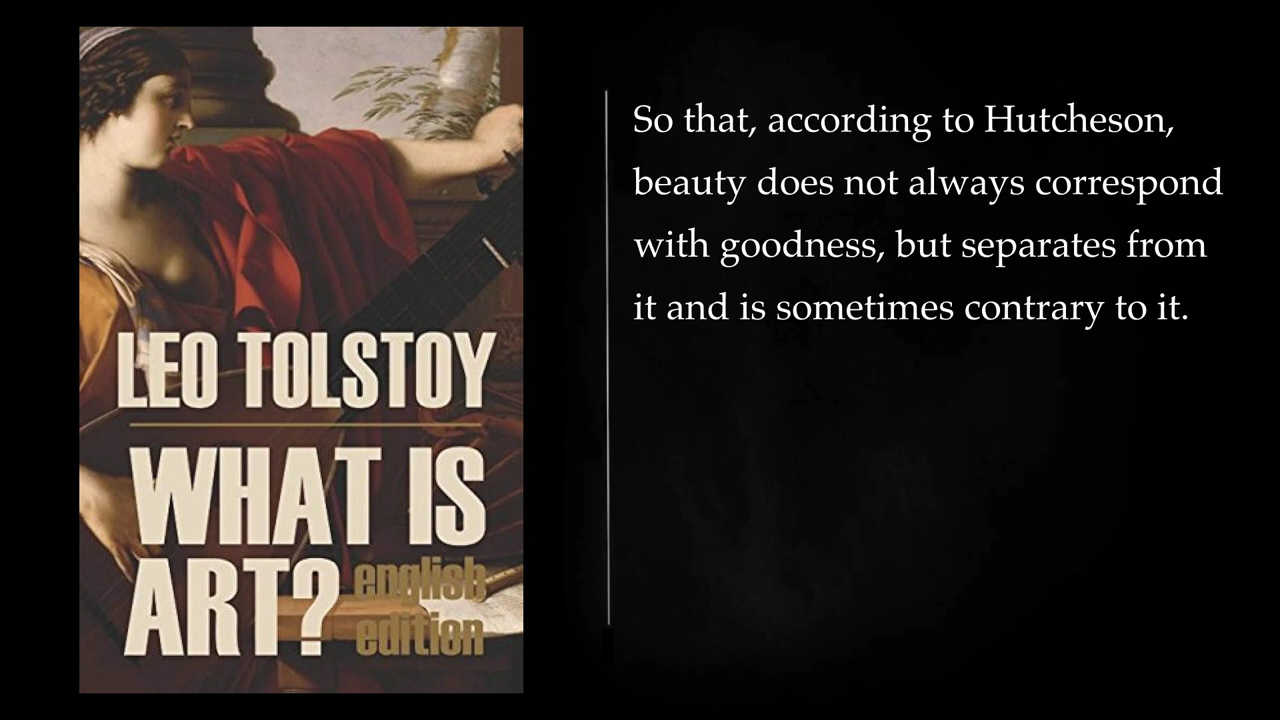 LEO TOLSTOY
WHAT IS
ART?
english
edition
So that, according to Hutcheson,
beauty does not always correspond
with goodness, but separates from
it and is sometimes contrary to it.